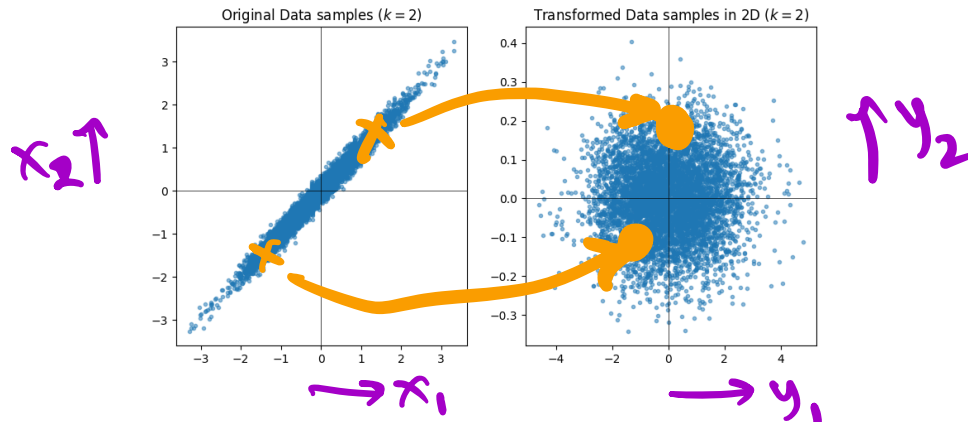 Original Data samples (k = 2)
Transformed Data samples in 2D (k = 2)
3
2
1
0
−1
−2
−3
−3 −2 −1 0 1 2 3
0.4
0.3
0.2
0.1
0.0
−0.1
−0.2
−0.3
−4 −2 0 2 4
x2 ↑
→ x1
↑ y2
→ y1